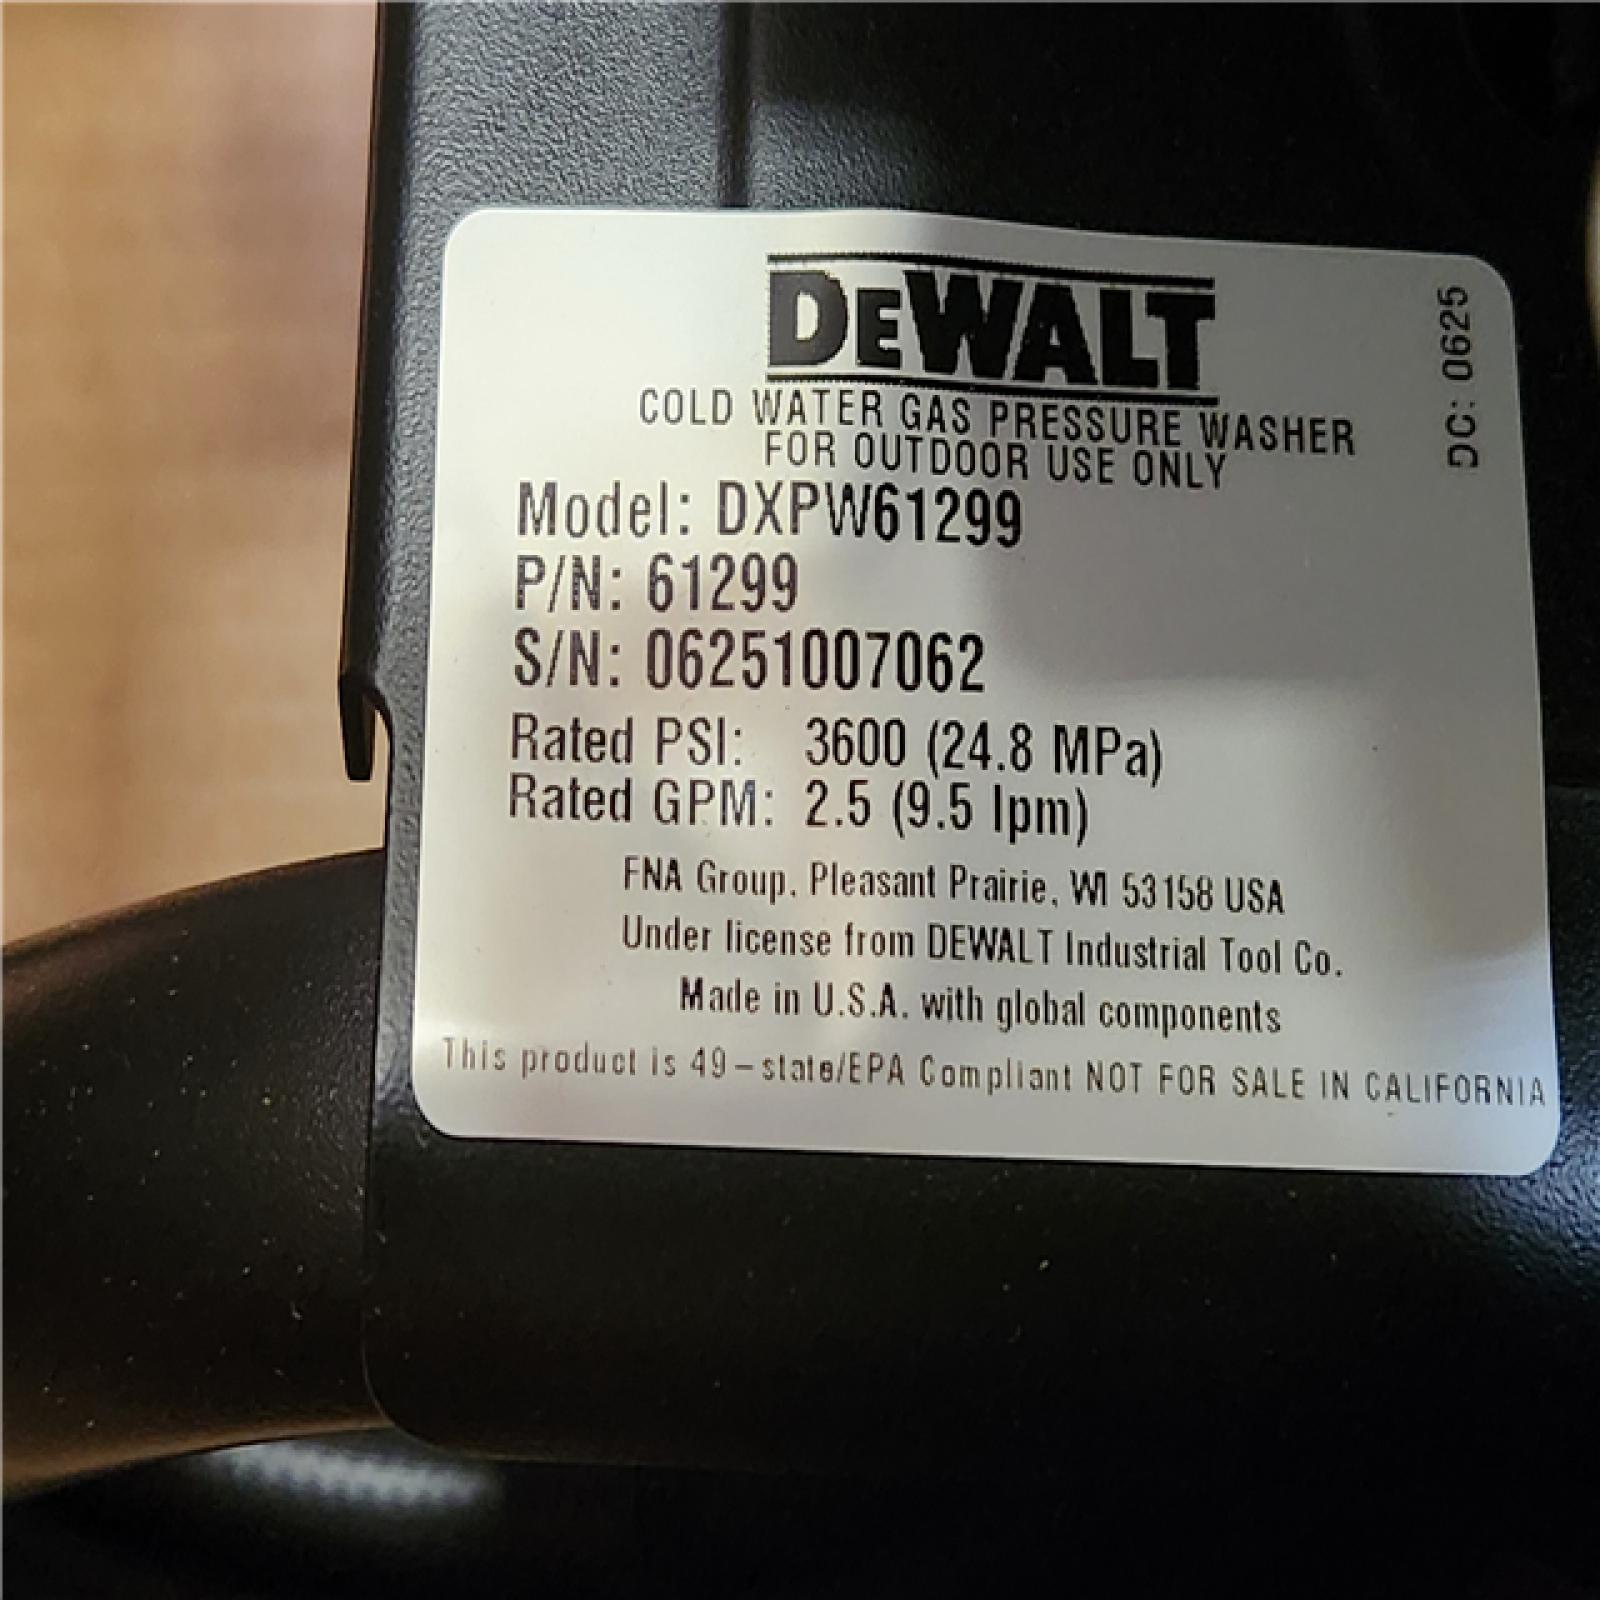 DEWALT
COLD WATER GAS PRESSURE WASHER
FOR OUTDOOR USE ONLY
Model: DXPW61299
P/N: 61299
S/N: 06251007062
Rated PSI: 3600 (24.8 MPa)
Rated GPM: 2.5 (9.5 lpm)
FNA Group, Pleasant Prairie, WI 53158 USA
Under license from DEWALT Industrial Tool Co.
Made in U.S.A. with global components
This product is 49-state/EPA Compliant NOT FOR SALE IN CALIFORNIA
DC: 0625